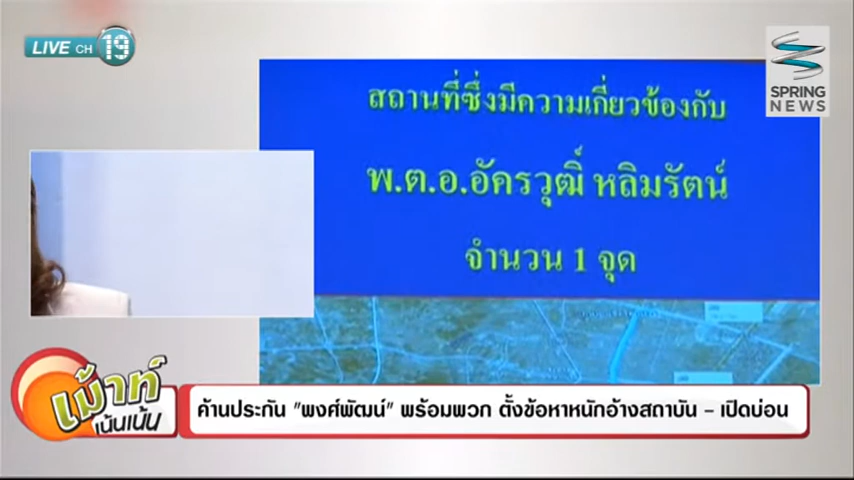 LIVE CH 19
SPRING
NEWS
สถานที่ซึ่งมีความเกี่ยวข้องกับ
พ.ต.อ.อัครวุฒิ์ หลิมรัตน์
จำนวน 1 จุด
เม้าท์
เน้นเน้น
ค้านประกัน "พงศ์พัฒน์" พร้อมพวก ตั้งข้อหาหนักอ้างสถาบัน – เปิดบ่อน